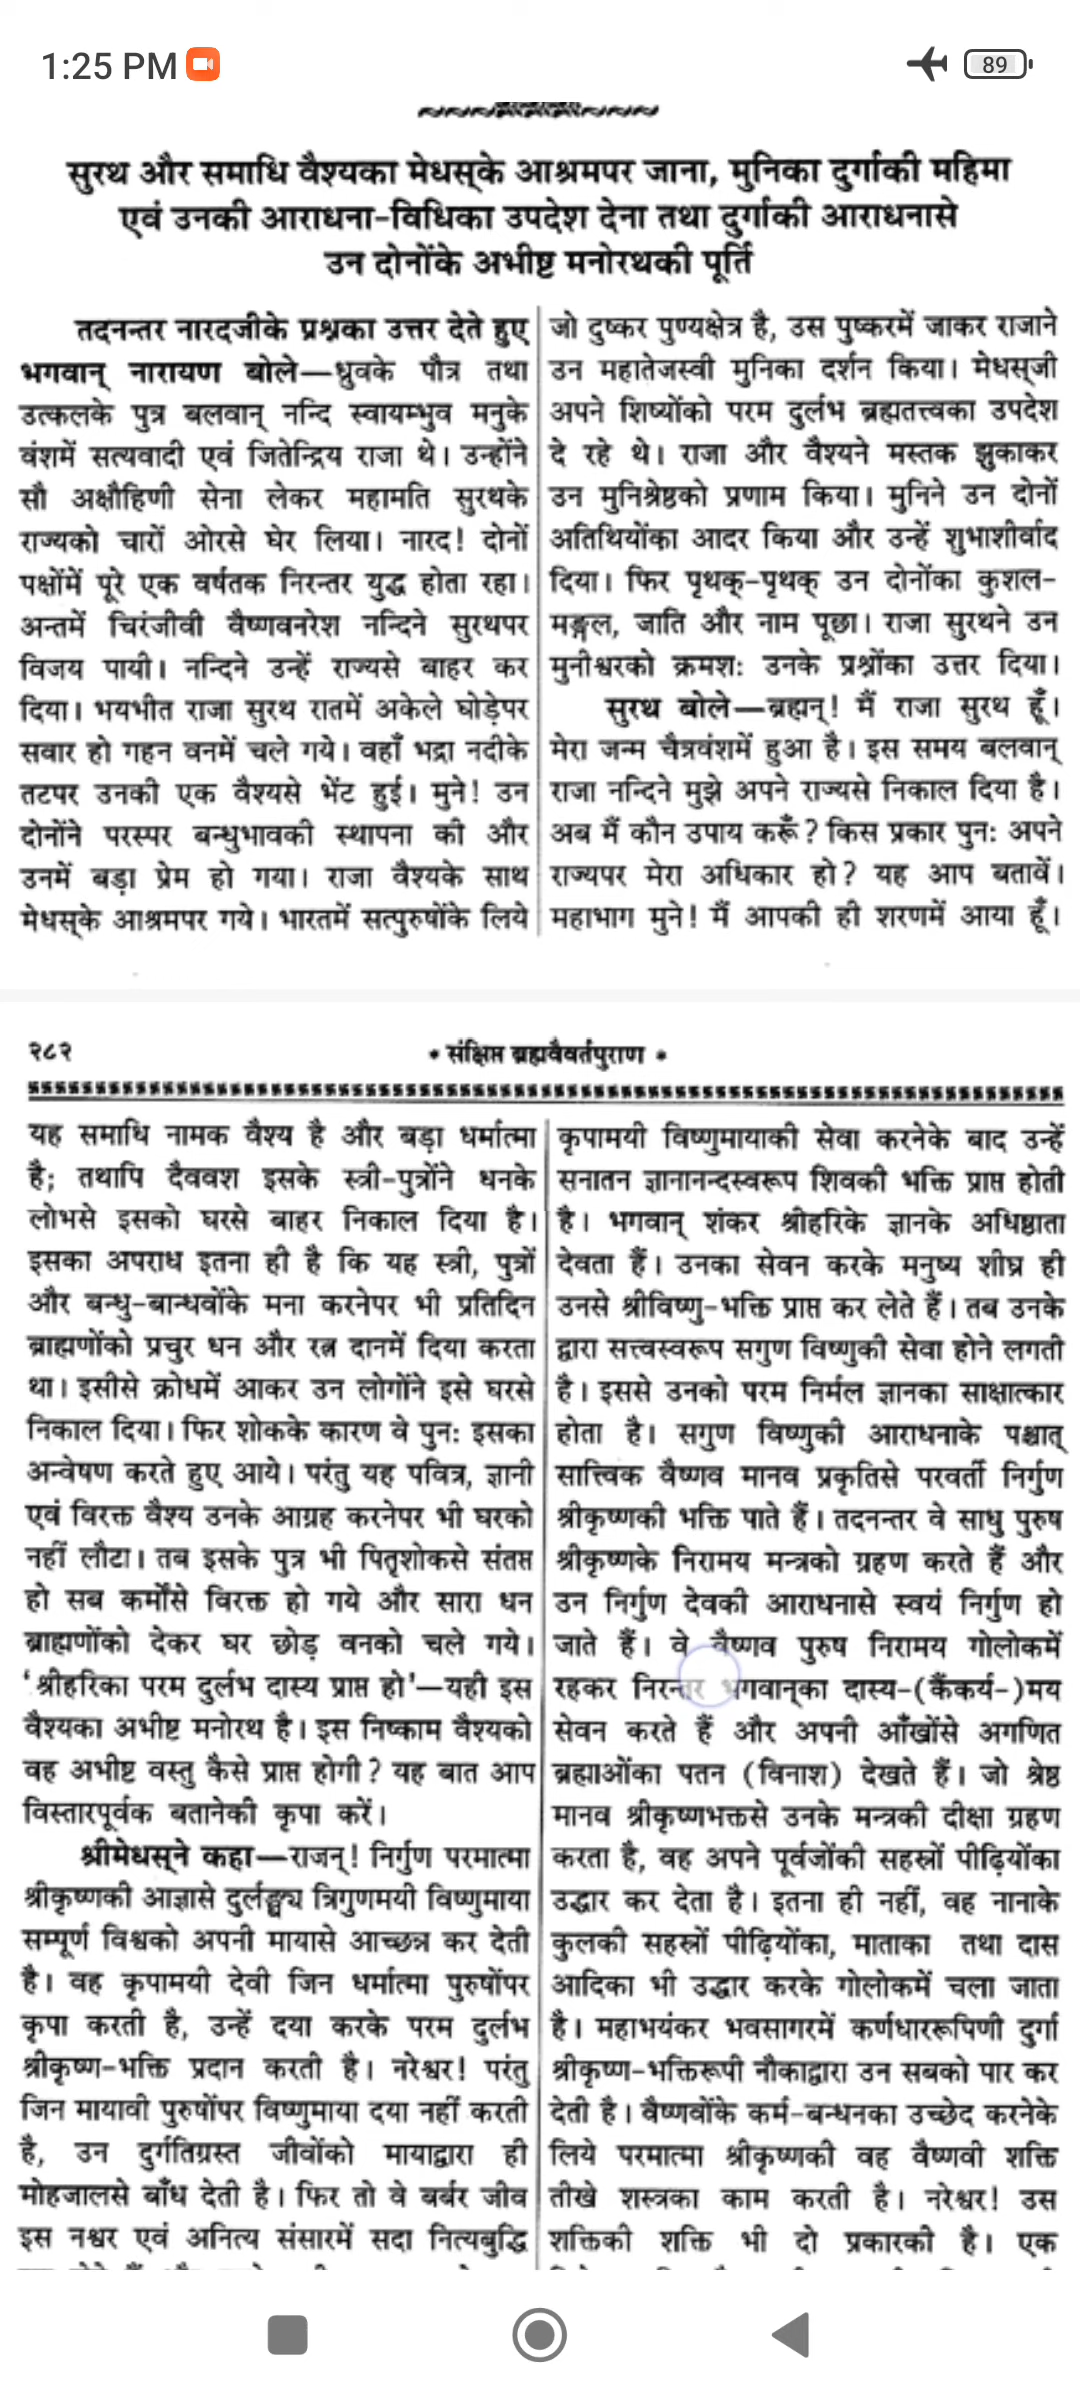 1:25 PM
89
सुरथ और समाधि वैश्यका मेधस्के आश्रमपर जाना, मुनिका दुर्गाकी महिमा
एवं उनकी आराधना-विधिका उपदेश देना तथा दुर्गाकी आराधनासे
उन दोनोंके अभीष्ट मनोरथकी पूर्ति
तदनन्तर नारदजीके प्रश्नका उत्तर देते हुए
भगवान् नारायण बोले—ध्रुवके पौत्र तथा
उत्कलके पुत्र बलवान् नन्दि स्वायम्भुव मनुके
वंशमें सत्यवादी एवं जितेन्द्रिय राजा थे। उन्होंने
सौ अक्षौहिणी सेना लेकर महामति सुरथके
राज्यको चारों ओरसे घेर लिया। नारद! दोनों
पक्षोंमें पूरे एक वर्षतक निरन्तर युद्ध होता रहा।
अन्तमें चिरंजीवी वैष्णवनरेश नन्दिने सुरथपर
विजय पायी। नन्दिने उन्हें राज्यसे बाहर कर
दिया। भयभीत राजा सुरथ रातमें अकेले घोड़ेपर
सवार हो गहन वनमें चले गये। वहाँ भद्रा नदीके
तटपर उनकी एक वैश्यसे भेंट हुई। मुने! उन
दोनोंने परस्पर बन्धुभावकी स्थापना की और
उनमें बड़ा प्रेम हो गया। राजा वैश्यके साथ
मेधस्के आश्रमपर गये। भारतमें सत्पुरुषोंके लिये
जो दुष्कर पुण्यक्षेत्र है, उस पुष्करमें जाकर राजाने
उन महातेजस्वी मुनिका दर्शन किया। मेधस्जी
अपने शिष्योंको परम दुर्लभ ब्रह्मतत्त्वका उपदेश
दे रहे थे। राजा और वैश्यने मस्तक झुकाकर
उन मुनिश्रेष्ठको प्रणाम किया। मुनिने उन दोनों
अतिथियोंका आदर किया और उन्हें शुभाशीर्वाद
दिया। फिर पृथक्-पृथक् उन दोनोंका कुशल-
मङ्गल, जाति और नाम पूछा। राजा सुरथने उन
मुनीश्वरको क्रमशः उनके प्रश्नोंका उत्तर दिया।
सुरथ बोले—ब्रह्मन्! मैं राजा सुरथ हूँ।
मेरा जन्म चैत्रवंशमें हुआ है। इस समय बलवान्
राजा नन्दिने मुझे अपने राज्यसे निकाल दिया है।
अब मैं कौन उपाय करूँ? किस प्रकार पुनः अपने
राज्यपर मेरा अधिकार हो? यह आप बतावें।
महाभाग मुने! मैं आपकी ही शरणमें आया हूँ।
२८२
* संक्षिप्त ब्रह्मवैवर्तपुराण *
यह समाधि नामक वैश्य है और बड़ा धर्मात्मा
है; तथापि दैववश इसके स्त्री-पुत्रोंने धनके
लोभसे इसको घरसे बाहर निकाल दिया है।
इसका अपराध इतना ही है कि यह स्त्री, पुत्रों
और बन्धु-बान्धवोंके मना करनेपर भी प्रतिदिन
ब्राह्मणोंको प्रचुर धन और रत्न दानमें दिया करता
था। इसीसे क्रोधमें आकर उन लोगोंने इसे घरसे
निकाल दिया। फिर शोकके कारण वे पुनः इसका
अन्वेषण करते हुए आये। परंतु यह पवित्र, ज्ञानी
एवं विरक्त वैश्य उनके आग्रह करनेपर भी घरको
नहीं लौटा। तब इसके पुत्र भी पितृशोकसे संतप्त
हो सब कर्मोंसे विरक्त हो गये और सारा धन
ब्राह्मणोंको देकर घर छोड़ वनको चले गये।
'श्रीहरिका परम दुर्लभ दास्य प्राप्त हो'—यही इस
वैश्यका अभीष्ट मनोरथ है। इस निष्काम वैश्यको
वह अभीष्ट वस्तु कैसे प्राप्त होगी? यह बात आप
विस्तारपूर्वक बतानेकी कृपा करें।
श्रीमेधस्ने कहा—राजन्! निर्गुण परमात्मा
श्रीकृष्णकी आज्ञासे दुर्लङ्घ्य त्रिगुणमयी विष्णुमाया
सम्पूर्ण विश्वको अपनी मायासे आच्छन्न कर देती
है। वह कृपामयी देवी जिन धर्मात्मा पुरुषोंपर
कृपा करती है, उन्हें दया करके परम दुर्लभ
श्रीकृष्ण-भक्ति प्रदान करती है। नरेश्वर! परंतु
जिन मायावी पुरुषोंपर विष्णुमाया दया नहीं करती
है, उन दुर्गतिग्रस्त जीवोंको मायाद्वारा ही
मोहजालसे बाँध देती है। फिर तो वे बर्बर जीव
इस नश्वर एवं अनित्य संसारमें सदा नित्यबुद्धि
कृपामयी विष्णुमायाकी सेवा करनेके बाद उन्हें
सनातन ज्ञानानन्दस्वरूप शिवकी भक्ति प्राप्त होती
है। भगवान् शंकर श्रीहरिके ज्ञानके अधिष्ठाता
देवता हैं। उनका सेवन करके मनुष्य शीघ्र ही
उनसे श्रीविष्णु-भक्ति प्राप्त कर लेते हैं। तब उनके
द्वारा सत्त्वस्वरूप सगुण विष्णुकी सेवा होने लगती
है। इससे उनको परम निर्मल ज्ञानका साक्षात्कार
होता है। सगुण विष्णुकी आराधनाके पश्चात्
सात्त्विक वैष्णव मानव प्रकृतिसे परवर्ती निर्गुण
श्रीकृष्णकी भक्ति पाते हैं। तदनन्तर वे साधु पुरुष
श्रीकृष्णके निरामय मन्त्रको ग्रहण करते हैं और
उन निर्गुण देवकी आराधनासे स्वयं निर्गुण हो
जाते हैं। वे वैष्णव पुरुष निरामय गोलोकमें
रहकर निरन्तर भगवान्का दास्य-(कैंकर्य-)मय
सेवन करते हैं और अपनी आँखोंसे अगणित
ब्रह्माओंका पतन (विनाश) देखते हैं। जो श्रेष्ठ
मानव श्रीकृष्णभक्तसे उनके मन्त्रकी दीक्षा ग्रहण
करता है, वह अपने पूर्वजोंकी सहस्रों पीढ़ियोंका
उद्धार कर देता है। इतना ही नहीं, वह नानाके
कुलकी सहस्रों पीढ़ियोंका, माताका तथा दास
आदिका भी उद्धार करके गोलोकमें चला जाता
है। महाभयंकर भवसागरमें कर्णधाररूपिणी दुर्गा
श्रीकृष्ण-भक्तिरूपी नौकाद्वारा उन सबको पार कर
देती है। वैष्णवोंके कर्म-बन्धनका उच्छेद करनेके
लिये परमात्मा श्रीकृष्णकी वह वैष्णवी शक्ति
तीखे शस्त्रका काम करती है। नरेश्वर! उस
शक्तिकी शक्ति भी दो प्रकारकी है। एक